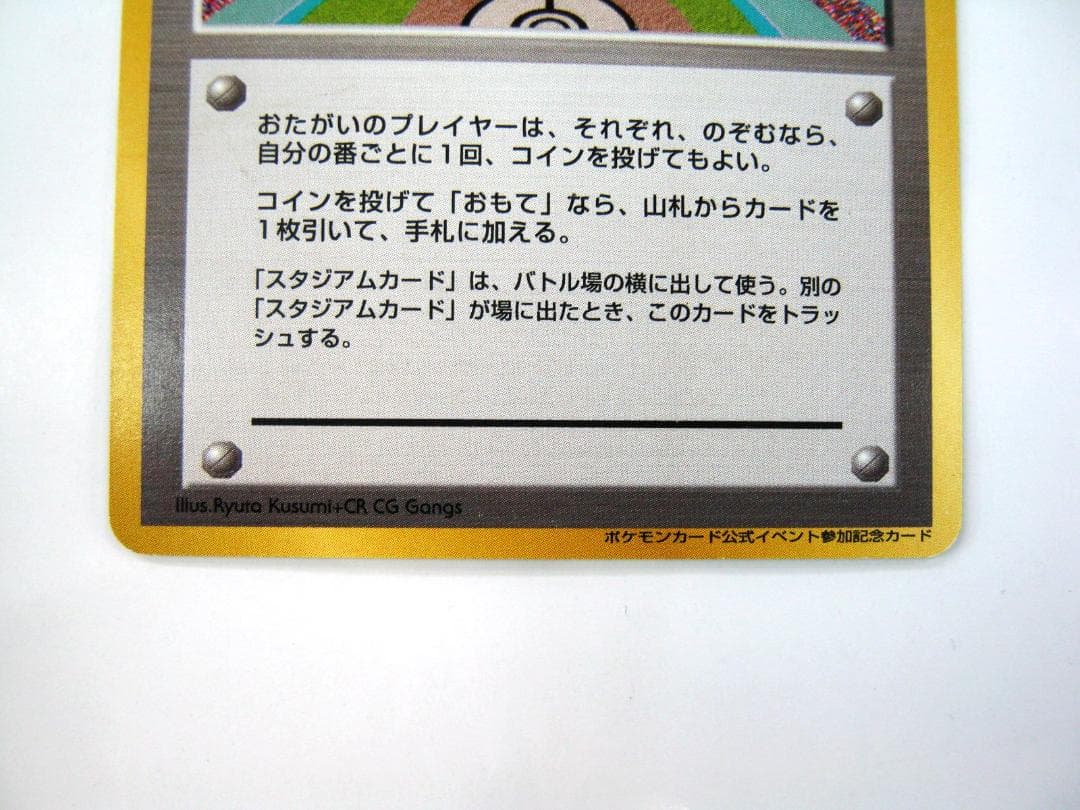 おたがいのプレイヤーは、それぞれ、のぞむなら、
自分の番ごとに1回、コインを投げてもよい。
コインを投げて「おもて」なら、山札からカードを
1枚引いて、手札に加える。
「スタジアムカード」は、バトル場の横に出して使う。別の
「スタジアムカード」が場に出たとき、このカードをトラッ
シュする。
Illus.Ryuta Kusumi+CR CG Gangs
ポケモンカード公式イベント参加記念カード